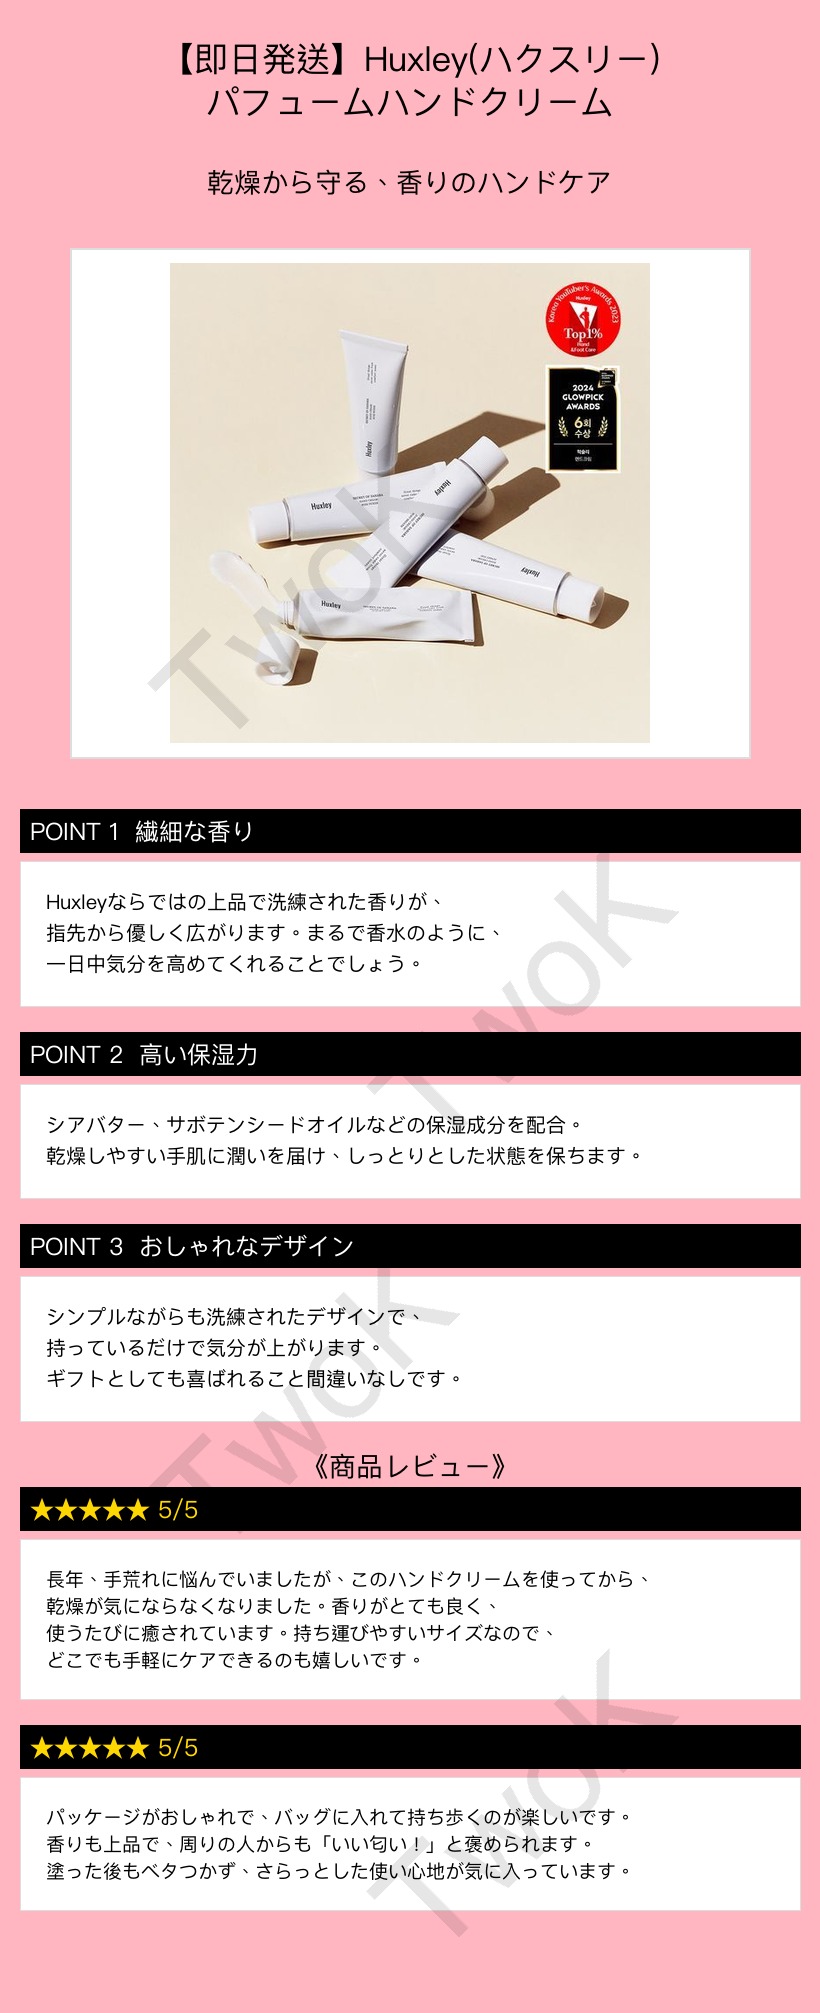 【即日発送】Huxley(ハクスリー)
パフュームハンドクリーム
乾燥から守る、香りのハンドケア
Korea YouTuber's Awards 2023
Huxley
Top1%
Hand
&Foot Care
2024
GLOWPICK
AWARDS
6회
수상
헉슬리
핸드크림
Huxley
Huxley
Huxley
Huxley
Huxley
TwoK
POINT 1 繊細な香り
Huxleyならではの上品で洗練された香りが、
指先から優しく広がります。まるで香水のように、
一日中気分を高めてくれることでしょう。
TwoK
POINT 2 高い保湿力
シアバター、サボテンシードオイルなどの保湿成分を配合。
乾燥しやすい手肌に潤いを届け、しっとりとした状態を保ちます。
POINT 3 おしゃれなデザイン
シンプルながらも洗練されたデザインで、
持っているだけで気分が上がります。
ギフトとしても喜ばれること間違いなしです。
TwoK
《商品レビュー》
★★★★★ 5/5
長年、手荒れに悩んでいましたが、このハンドクリームを使ってから、
乾燥が気にならなくなりました。香りがとても良く、
使うたびに癒されています。持ち運びやすいサイズなので、
どこでも手軽にケアできるのも嬉しいです。
★★★★★ 5/5
パッケージがおしゃれで、バッグに入れて持ち歩くのが楽しいです。
香りも上品で、周りの人からも「いい匂い！」と褒められます。
塗った後もベタつかず、さらっとした使い心地が気に入っています。
TwoK